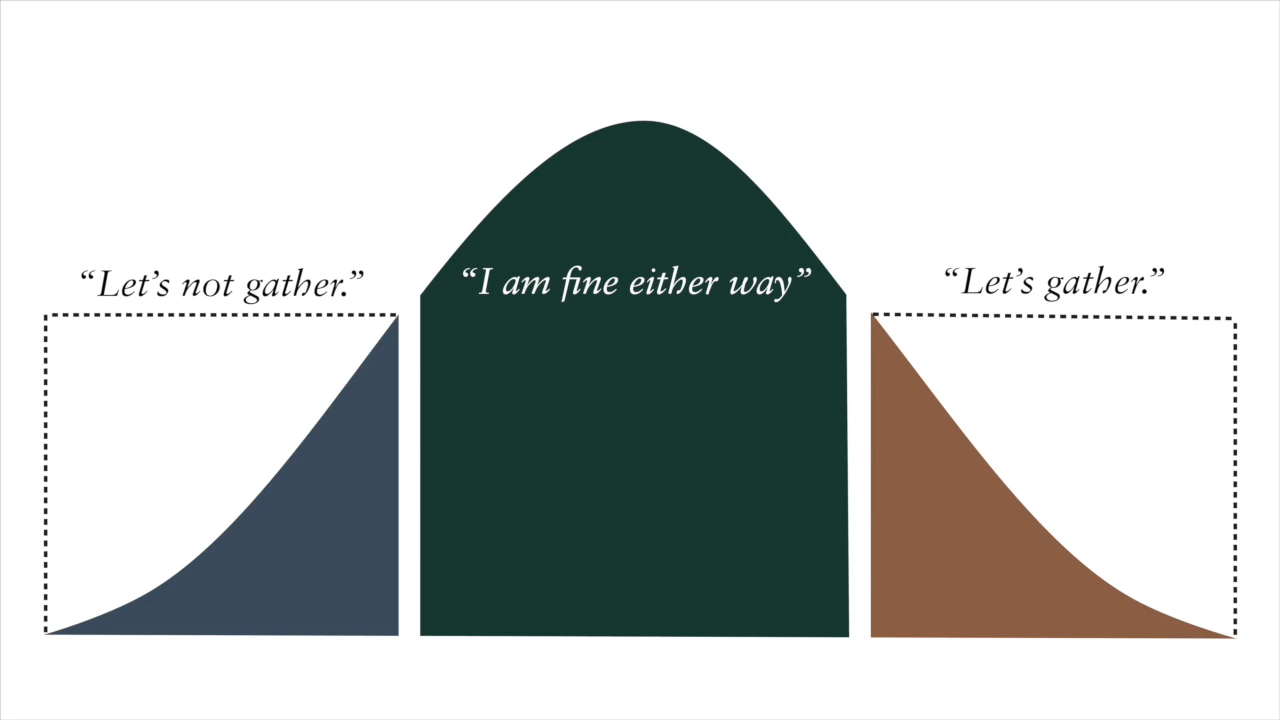 “Let’s not gather.”
“I am fine either way”
“Let’s gather.”